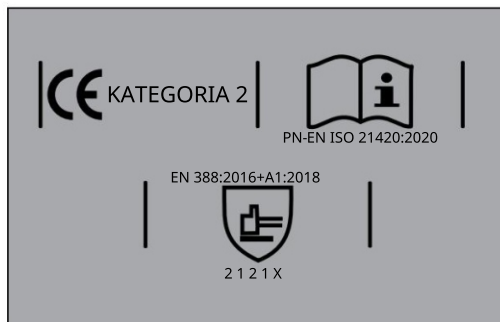 CE KATEGORIA 2
i
PN-EN ISO 21420:2020
EN 388:2016+A1:2018
2 1 2 1 X